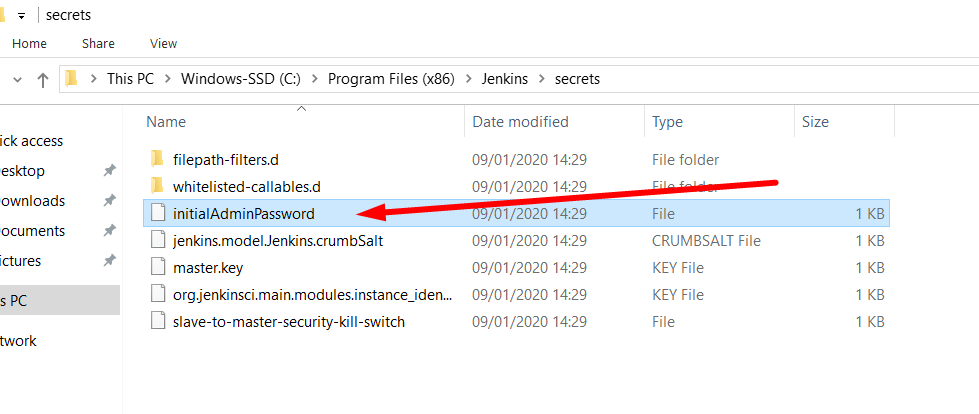 secrets
Home Share View
This PC > Windows-SSD (C:) > Program Files (x86) > Jenkins > secrets
Name Date modified Type Size
ick access
esktop
ownloads
ocuments
ictures
s PC
etwork
filepath-filters.d 09/01/2020 14:29 File folder
whitelisted-callables.d 09/01/2020 14:29 File folder
initialAdminPassword 09/01/2020 14:29 File 1 KB
jenkins.model.Jenkins.crumbSalt 09/01/2020 14:29 CRUMBSALT File 1 KB
master.key 09/01/2020 14:29 KEY File 1 KB
org.jenkinsci.main.modules.instance_iden... 09/01/2020 14:29 KEY File 1 KB
slave-to-master-security-kill-switch 09/01/2020 14:29 File 1 KB